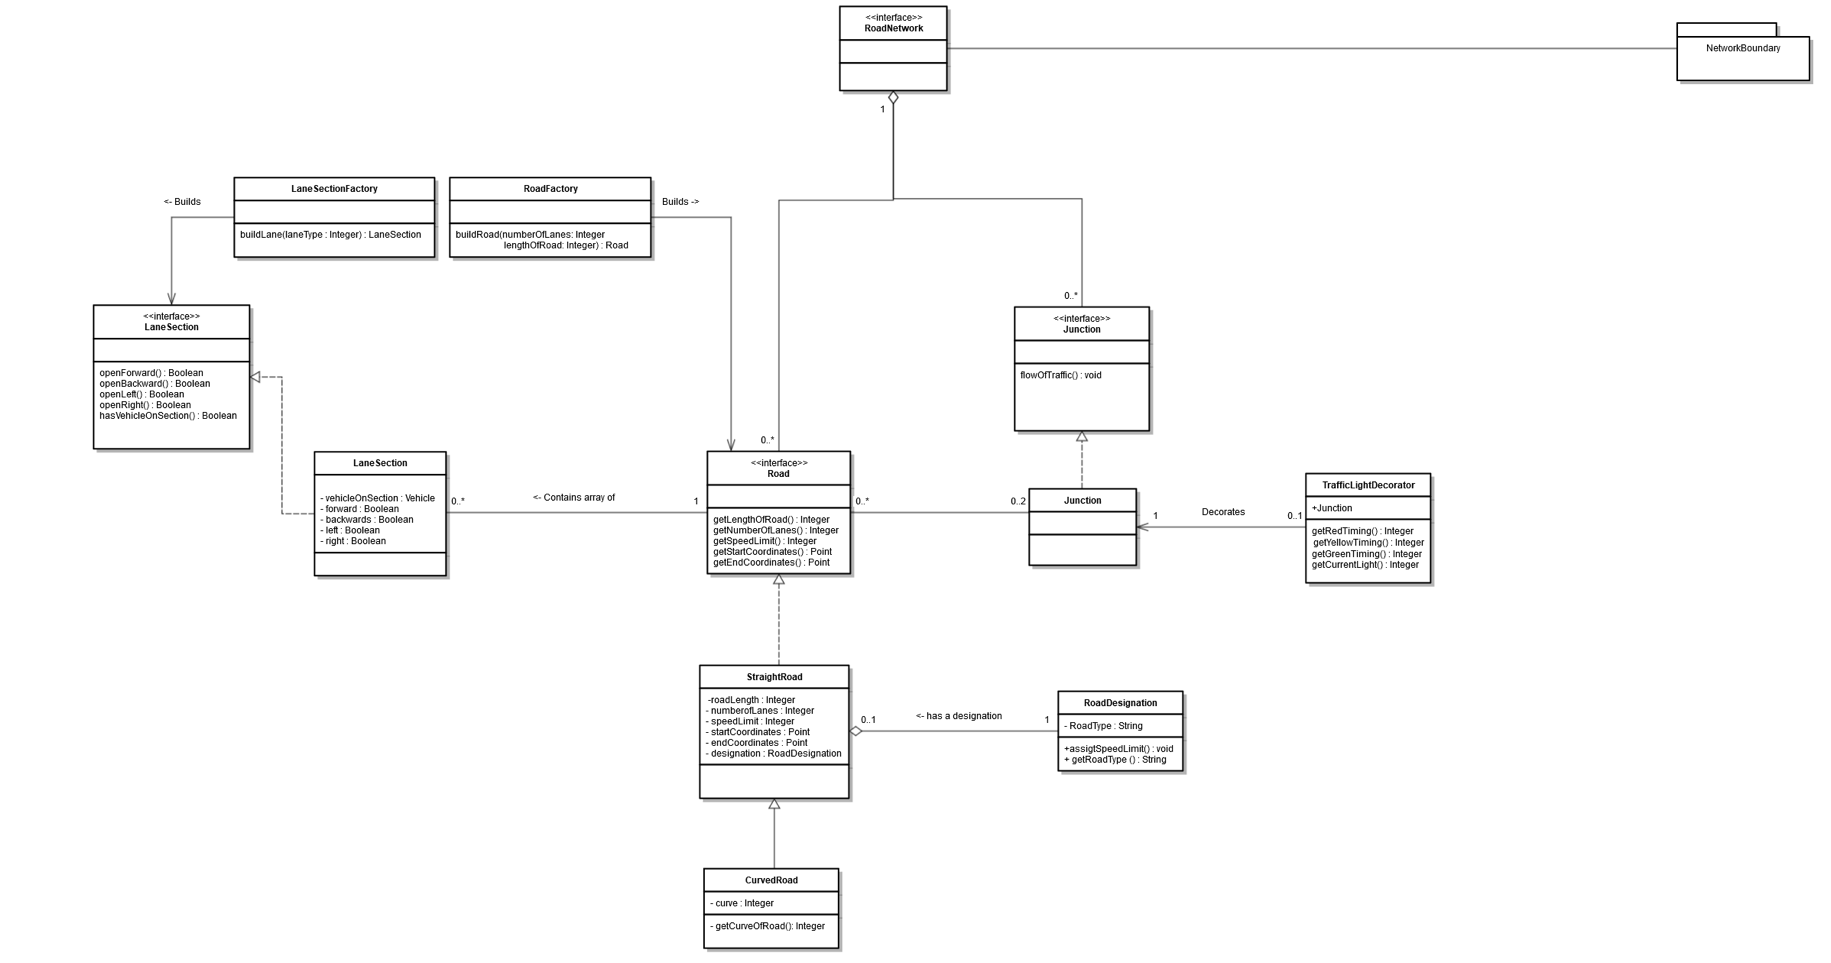 <<interface>>
RoadNetwork
NetworkBoundary
1
LaneSectionFactory
buildLane(laneType : Integer) : LaneSection
<- Builds
RoadFactory
buildRoad(numberOfLanes: Integer
lengthOfRoad: Integer) : Road
Builds ->
<<interface>>
LaneSection
openForward() : Boolean
openBackward() : Boolean
openLeft() : Boolean
openRight() : Boolean
hasVehicleOnSection() : Boolean
0..*
<<interface>>
Junction
flowOfTraffic() : void
LaneSection
- vehicleOnSection : Vehicle
- forward : Boolean
- backwards : Boolean
- left : Boolean
- right : Boolean
0..*
<- Contains array of
1
0..*
<<interface>>
Road
getLengthOfRoad() : Integer
getNumberOfLanes() : Integer
getSpeedLimit() : Integer
getStartCoordinates() : Point
getEndCoordinates() : Point
0..*
0..2
Junction
1
Decorates
0..1
TrafficLightDecorator
+Junction
getRedTiming() : Integer
getYellowTiming() : Integer
getGreenTiming() : Integer
getCurrentLight() : Integer
StraightRoad
-roadLength : Integer
- numberofLanes : Integer
- speedLimit : Integer
- startCoordinates : Point
- endCoordinates : Point
- designation : RoadDesignation
0..1
<- has a designation
1
RoadDesignation
- RoadType : String
+assigtSpeedLimit() : void
+ getRoadType () : String
CurvedRoad
- curve : Integer
- getCurveOfRoad(): Integer